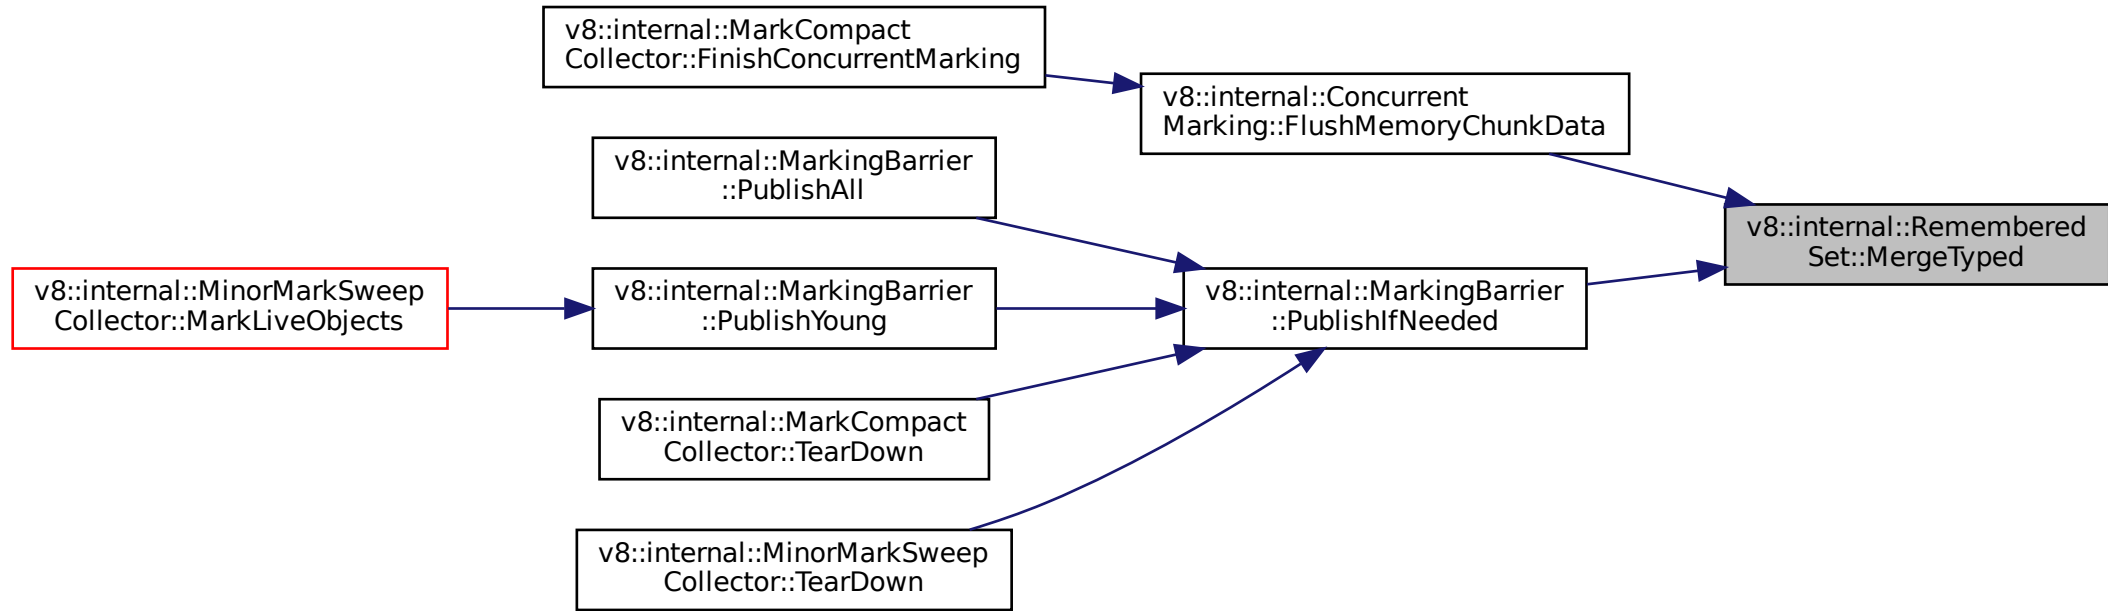 v8::internal::MarkCompact
Collector::FinishConcurrentMarking
v8::internal::Concurrent
Marking::FlushMemoryChunkData
v8::internal::MarkingBarrier
::PublishAll
v8::internal::Remembered
Set::MergeTyped
v8::internal::MinorMarkSweep
Collector::MarkLiveObjects
v8::internal::MarkingBarrier
::PublishYoung
v8::internal::MarkingBarrier
::PublishIfNeeded
v8::internal::MarkCompact
Collector::TearDown
v8::internal::MinorMarkSweep
Collector::TearDown